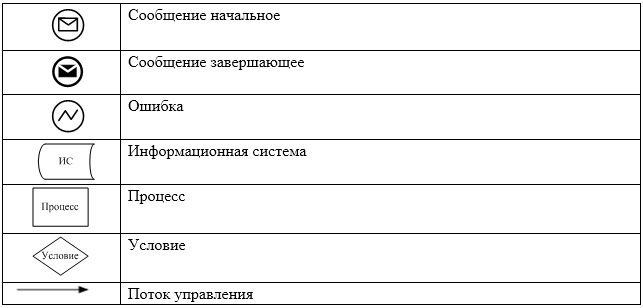 Сообщение начальное
Сообщение завершающее
Ошибка
ИС
Информационная система
Процесс
Процесс
Условие
Условие
Поток управления